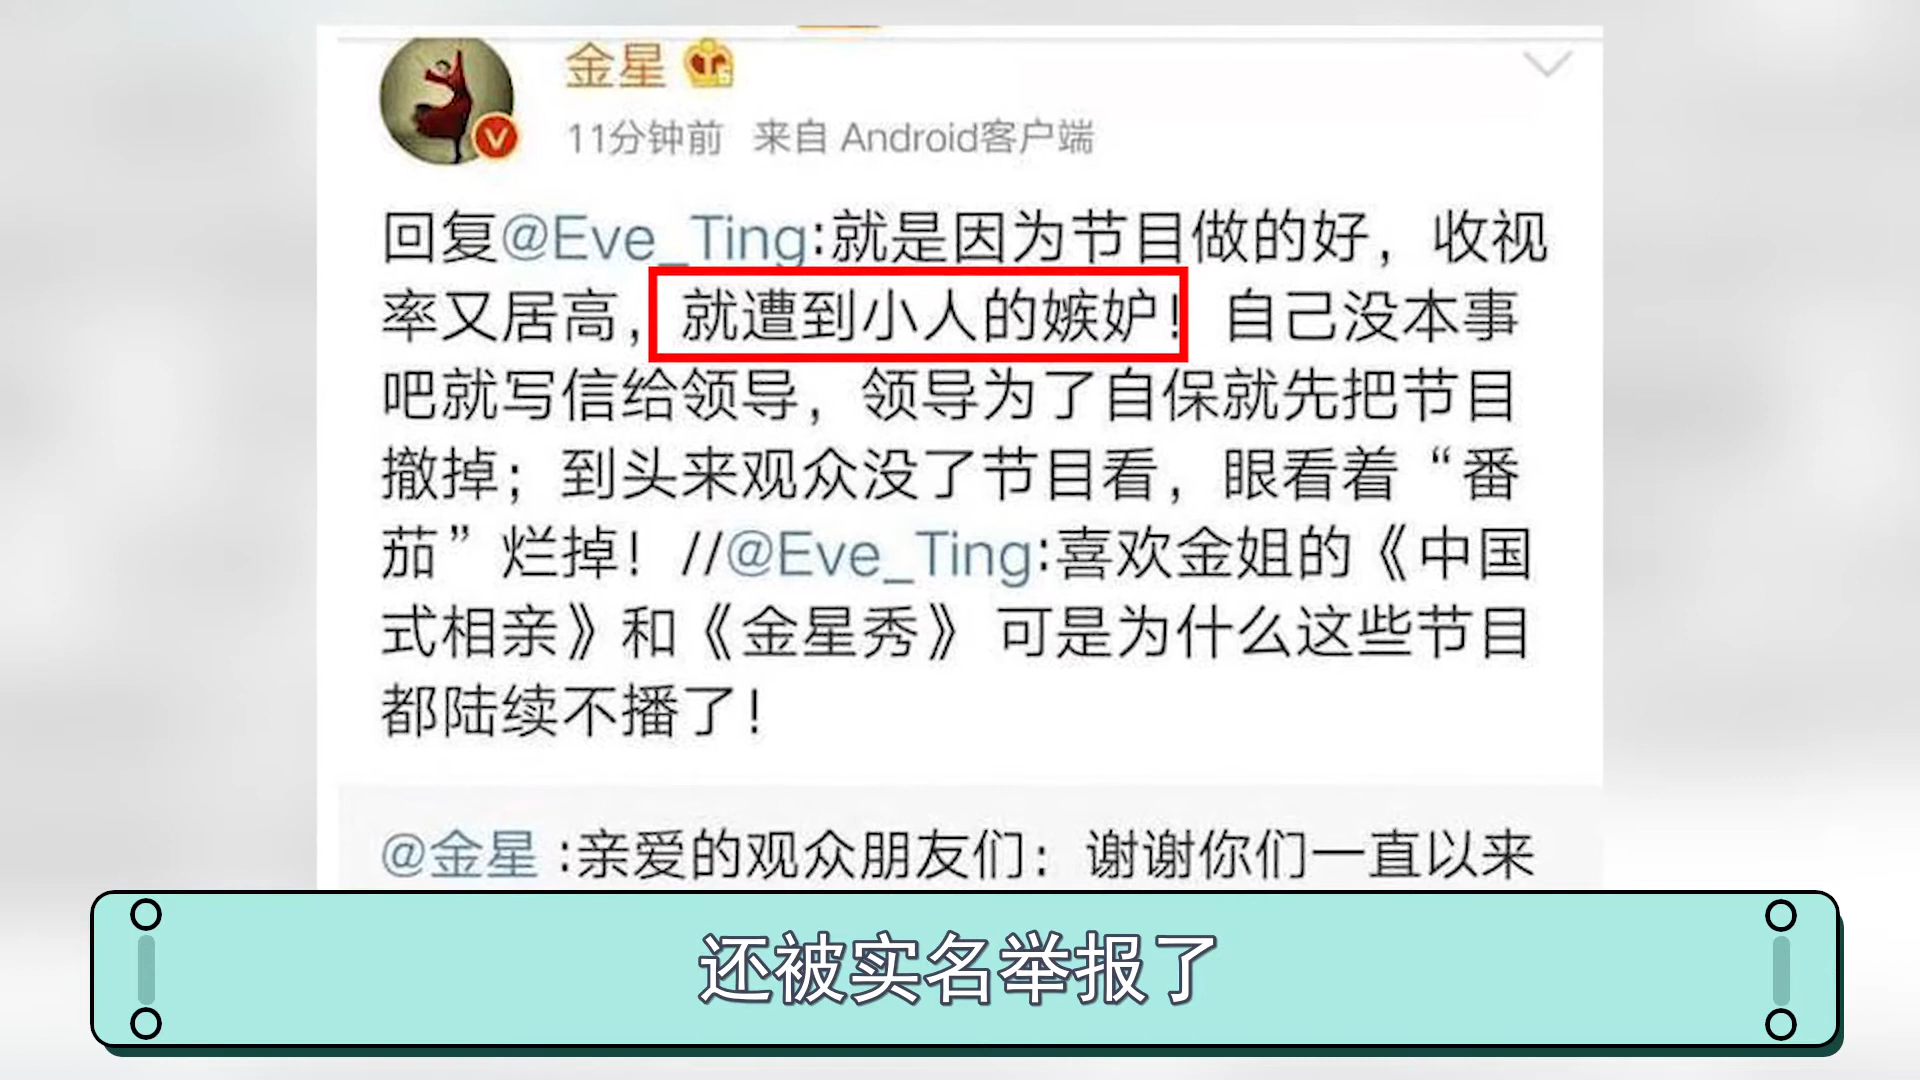 金星
11分钟前 来自 Android客户端
回复@Eve_Ting:就是因为节目做的好，收视
率又居高，就遭到小人的嫉妒！自己没本事
吧就写信给领导，领导为了自保就先把节目
撤掉；到头来观众没了节目看，眼看着“番
茄”烂掉！//@Eve_Ting:喜欢金姐的《中国
式相亲》和《金星秀》可是为什么这些节目
都陆续不播了！
@金星:亲爱的观众朋友们：谢谢你们一直以来
还被实名举报了